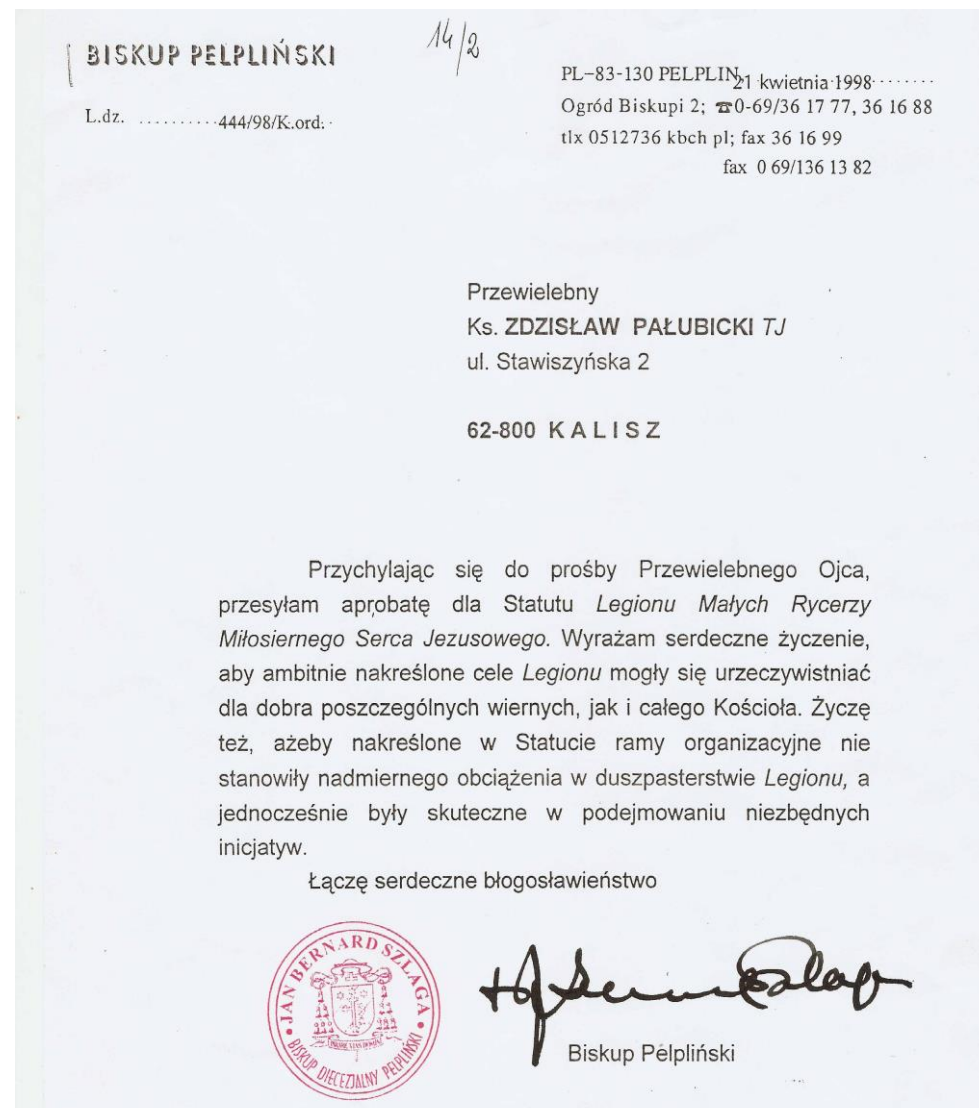 BISKUP PELPLIŃSKI
14/2
L.dz. ..........444/98/K.ord.
PL–83-130 PELPLIN, 21 kwietnia 1998........
Ogród Biskupi 2; ☎0-69/36 17 77, 36 16 88
tlx 0512736 kbch pl; fax 36 16 99
fax 0 69/136 13 82
Przewielebny
Ks. ZDZISŁAW PAŁUBICKI TJ
ul. Stawiszyńska 2
62-800 K A L I S Z
Przychylając się do prośby Przewielebnego Ojca,
przesyłam aprobatę dla Statutu Legionu Małych Rycerzy
Miłosiernego Serca Jezusowego. Wyrażam serdeczne życzenie,
aby ambitnie nakreślone cele Legionu mogły się urzeczywistniać
dla dobra poszczególnych wiernych, jak i całego Kościoła. Życzę
też, ażeby nakreślone w Statucie ramy organizacyjne nie
stanowiły nadmiernego obciążenia w duszpasterstwie Legionu, a
jednocześnie były skuteczne w podejmowaniu niezbędnych
inicjatyw.
Łączę serdeczne błogosławieństwo
JAN BERNARD SZLAGA
BISKUP DIECEZJALNY PELPLIŃSKI
Biskup Pelpliński